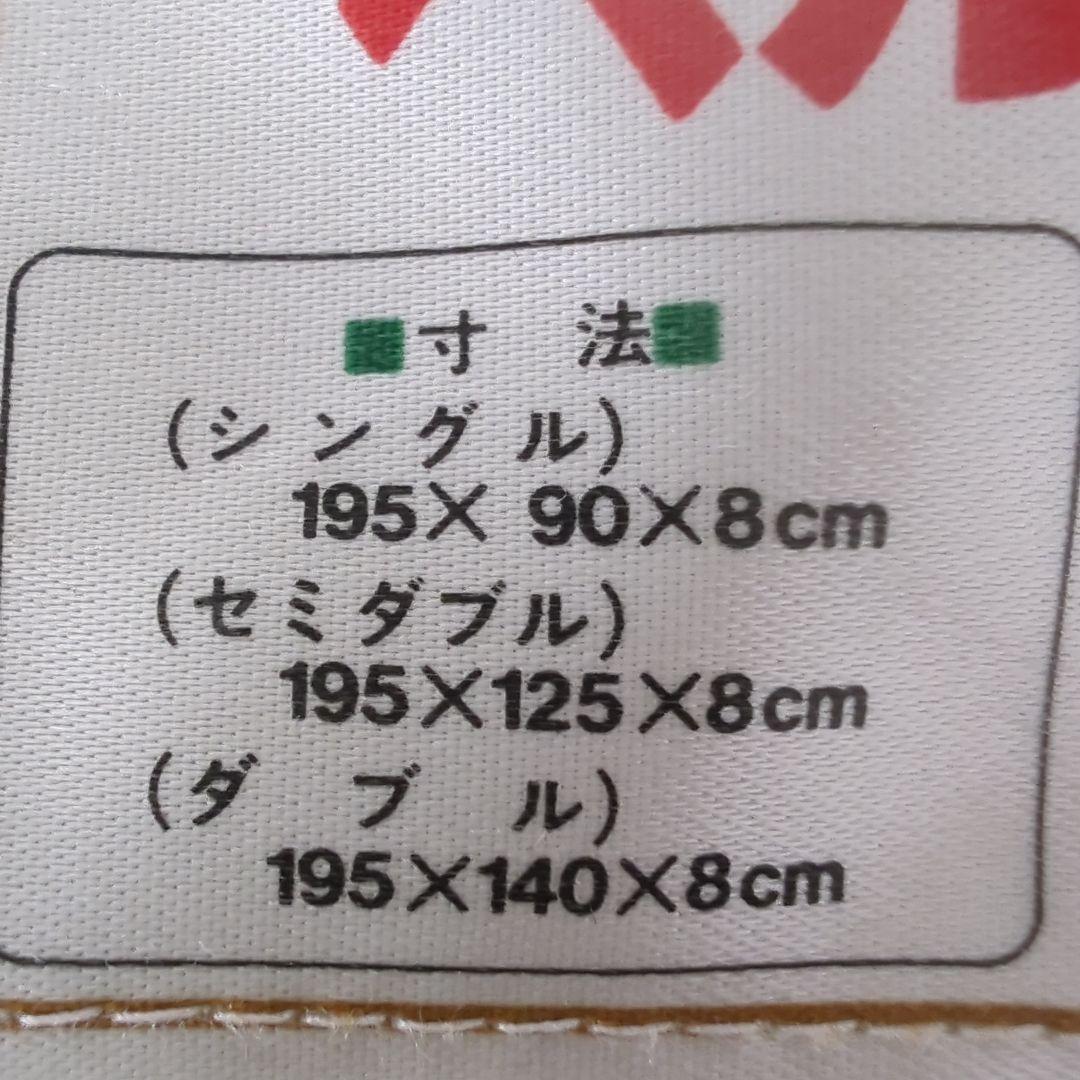 ■寸 法■
(シングル)
195× 90×8cm
(セミダブル)
195×125×8cm
(ダ ブ ル)
195×140×8cm